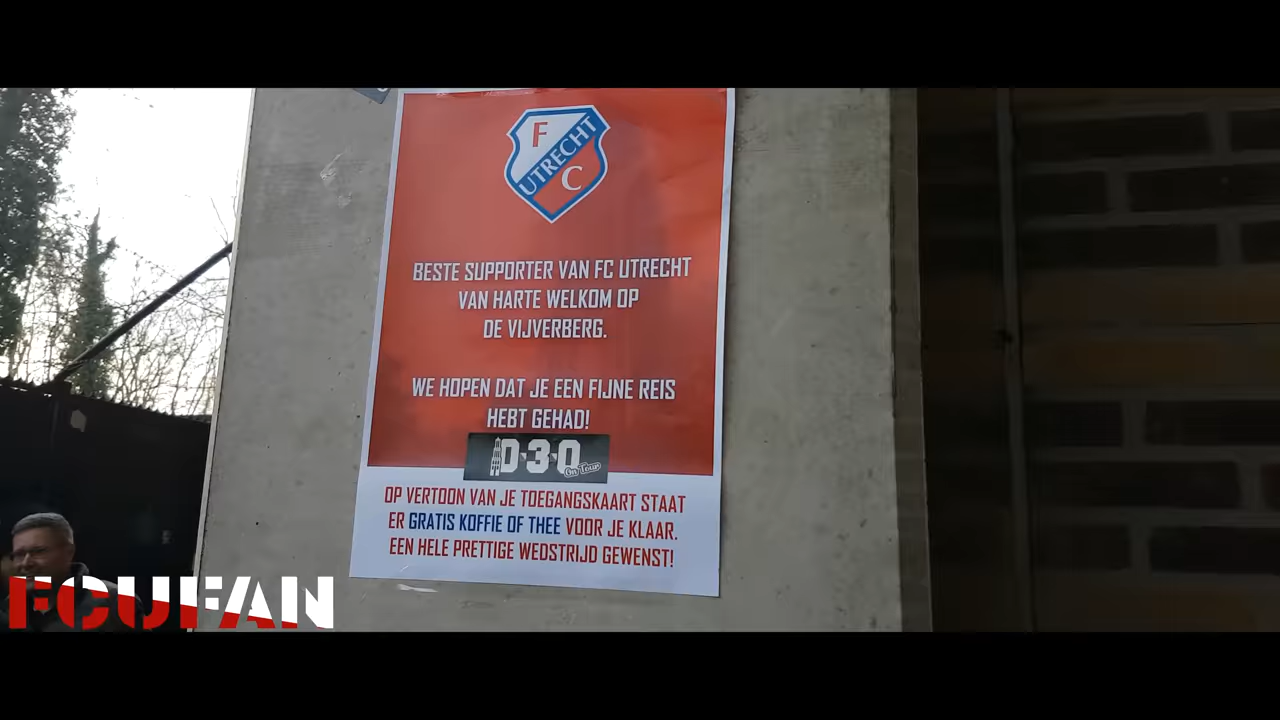 F
UTRECHT
C
BESTE SUPPORTER VAN FC UTRECHT
VAN HARTE WELKOM OP
DE VIJVERBERG.
WE HOPEN DAT JE EEN FIJNE REIS
HEBT GEHAD!
D30
On Tour
OP VERTOON VAN JE TOEGANGSKAART STAAT
ER GRATIS KOFFIE OF THEE VOOR JE KLAAR.
EEN HELE PRETTIGE WEDSTRIJD GEWENST!
FCUFAN